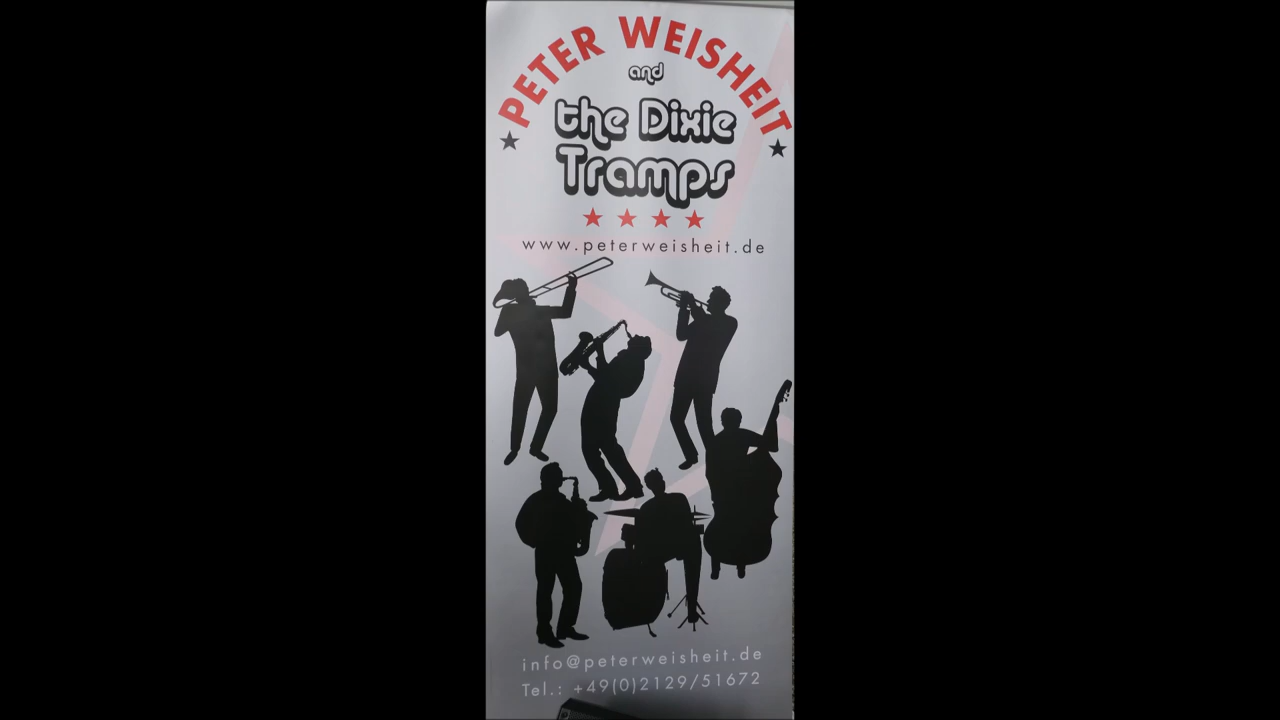 PETER WEISHEIT
and
the Dixie
Tramps
www.peterweisheit.de
info@peterweisheit.de
Tel.: +49(0)2129/51672